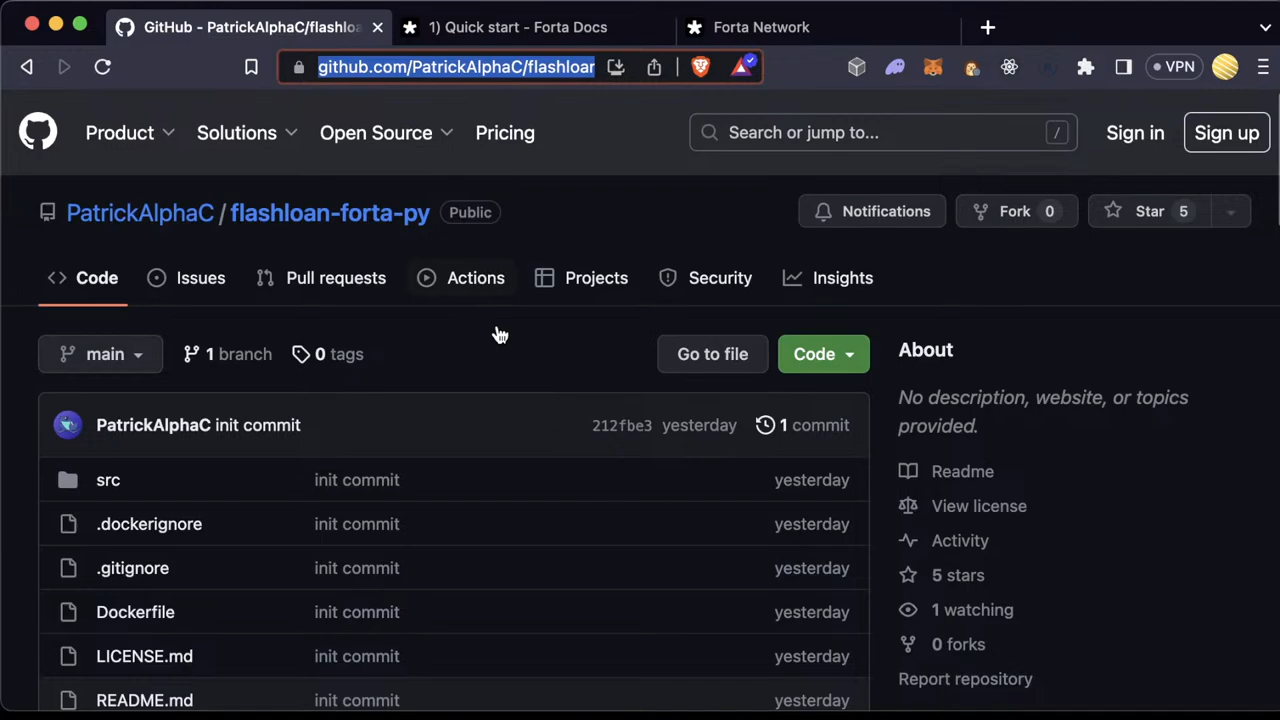 GitHub - PatrickAlphaC/flashloa
1) Quick start - Forta Docs
Forta Network
github.com/PatrickAlphaC/flashloar
VPN
Product
Solutions
Open Source
Pricing
Search or jump to...
/
Sign in
Sign up
PatrickAlphaC / flashloan-forta-py
Public
Notifications
Fork 0
Star 5
Code
Issues
Pull requests
Actions
Projects
Security
Insights
main
1 branch
0 tags
Go to file
Code
PatrickAlphaC init commit
212fbe3 yesterday
1 commit
src init commit yesterday
.dockerignore init commit yesterday
.gitignore init commit yesterday
Dockerfile init commit yesterday
LICENSE.md init commit yesterday
README.md init commit yesterday
About
No description, website, or topics
provided.
Readme
View license
Activity
5 stars
1 watching
0 forks
Report repository